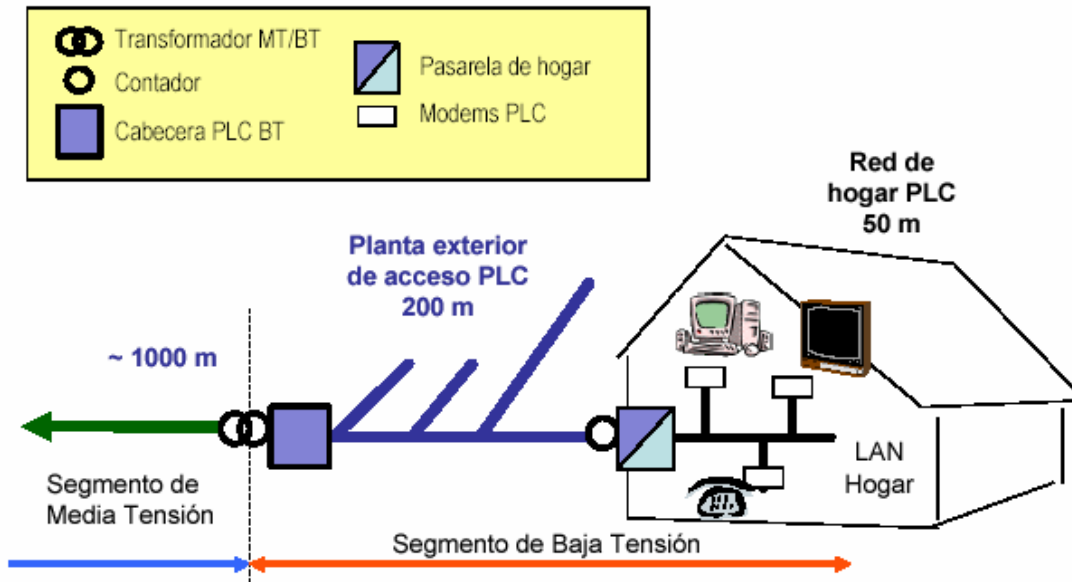 Transformador MT/BT
Contador
Cabecera PLC BT
Pasarela de hogar
Modems PLC
Red de
hogar PLC
50 m
Planta exterior
de acceso PLC
200 m
~ 1000 m
LAN
Hogar
Segmento de
Media Tensión
Segmento de Baja Tensión